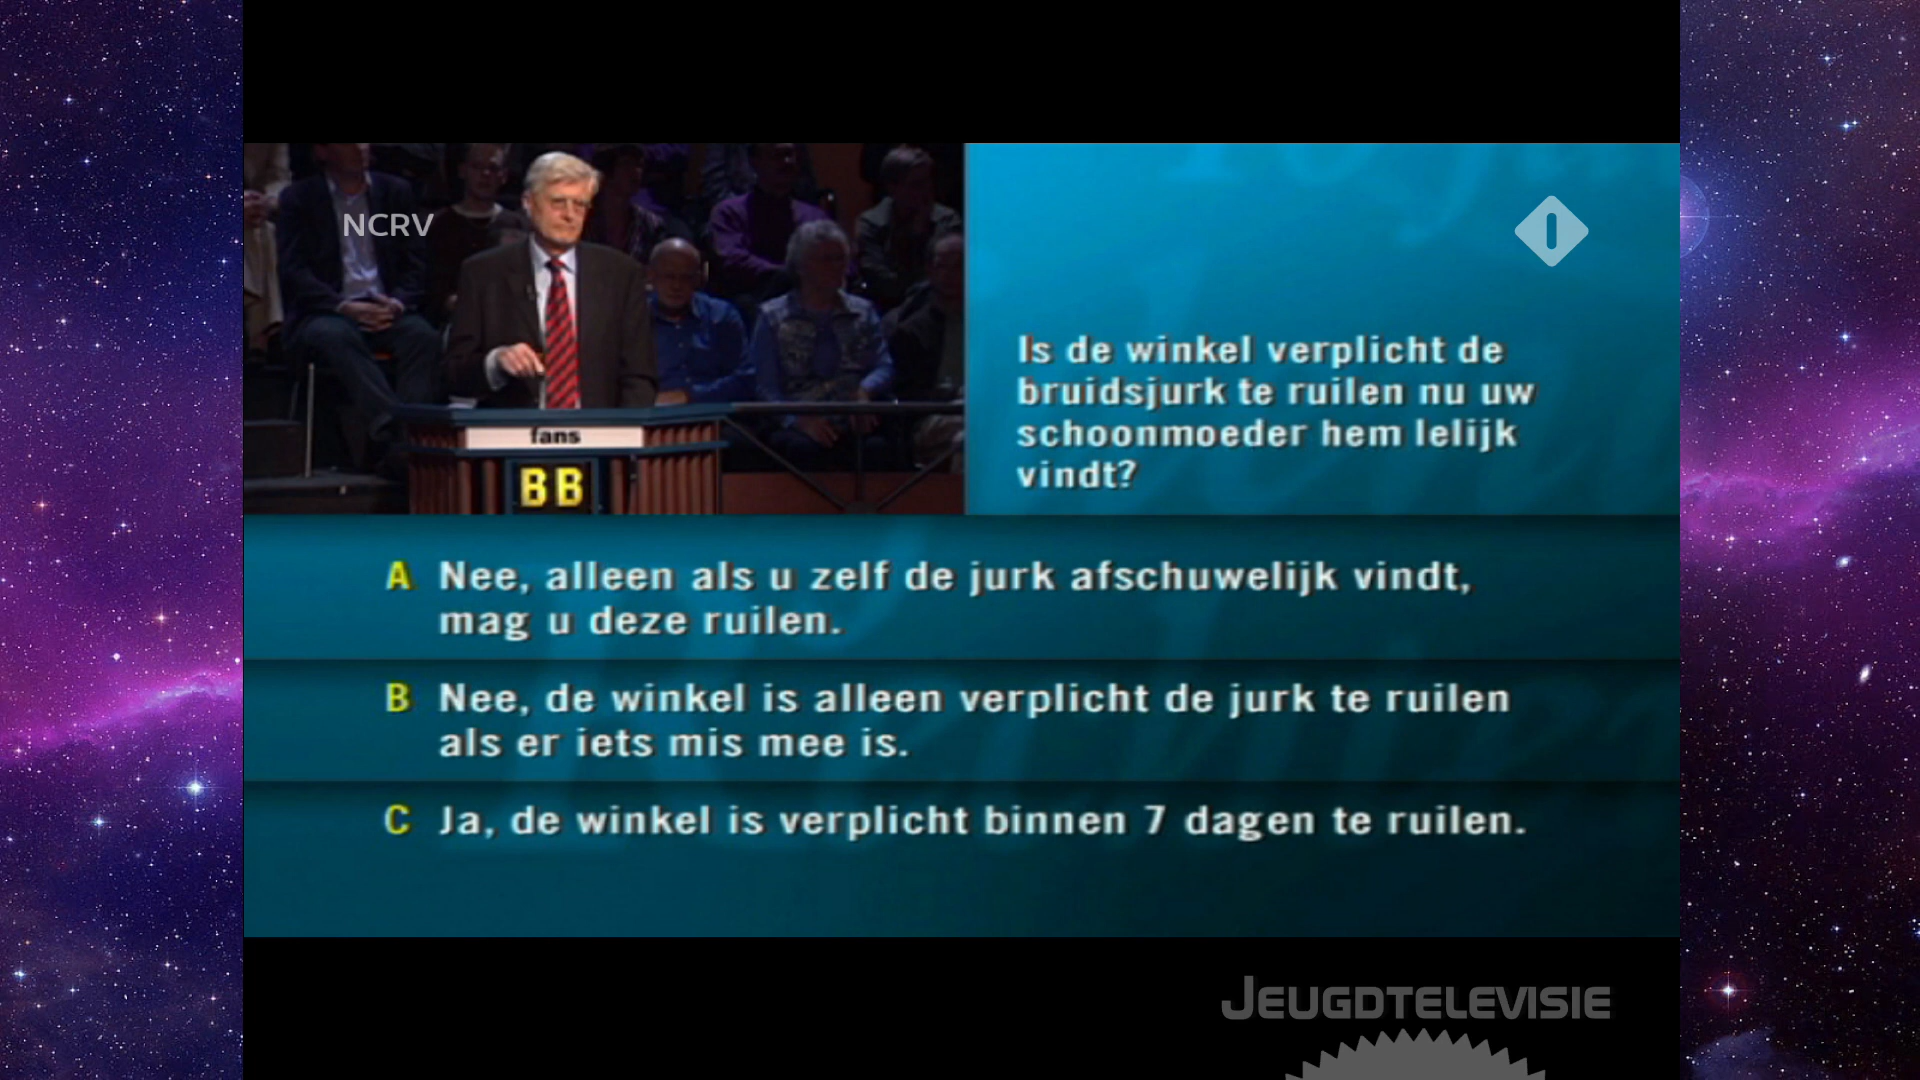 NCRV
fans
BB
Is de winkel verplicht de
bruidsjurk te ruilen nu uw
schoonmoeder hem lelijk
vindt?
A Nee, alleen als u zelf de jurk afschuwelijk vindt,
mag u deze ruilen.
B Nee, de winkel is alleen verplicht de jurk te ruilen
als er iets mis mee is.
C Ja, de winkel is verplicht binnen 7 dagen te ruilen.
JEUGDTELEVISIE